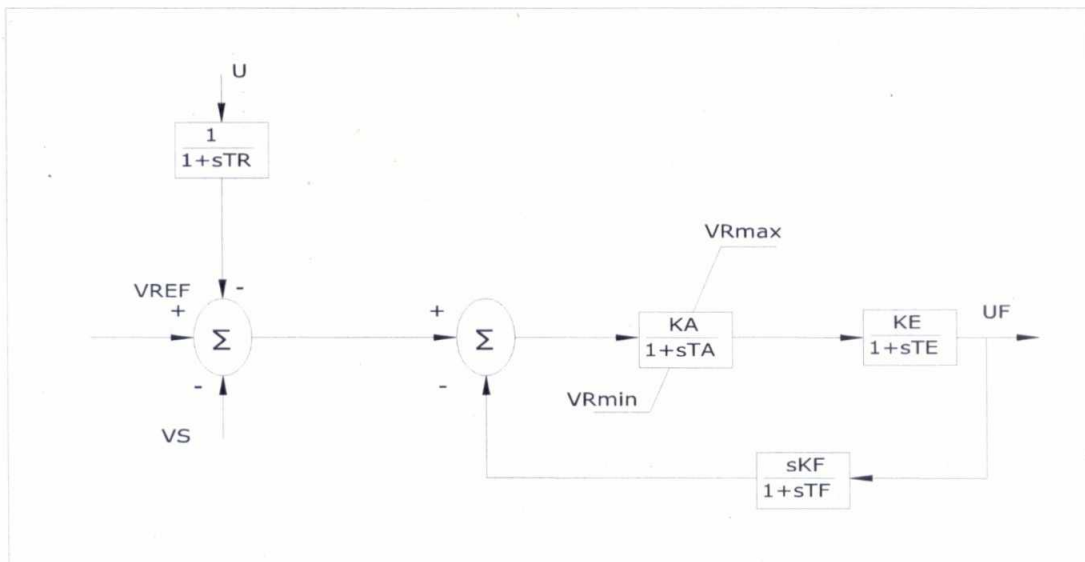 U
1
1+sTR
VRmax
VREF
-
+
Σ
-
VS
+
Σ
-
KA
1+sTA
VRmin
KE
1+sTE
UF
sKF
1+sTF